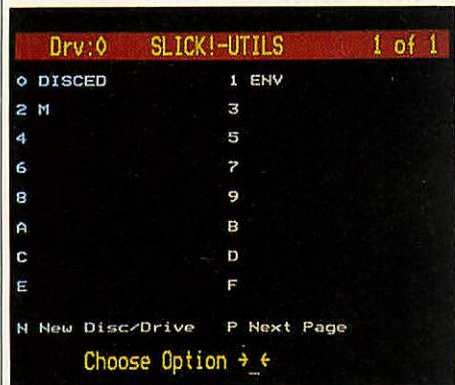 Drv:0 SLICK!-UTILS 1 of 1
0 DISCED 1 ENV
2 M 3
4 5
6 7
8 9
A B
C D
E F
N New Disc/Drive P Next Page
Choose Option →_←